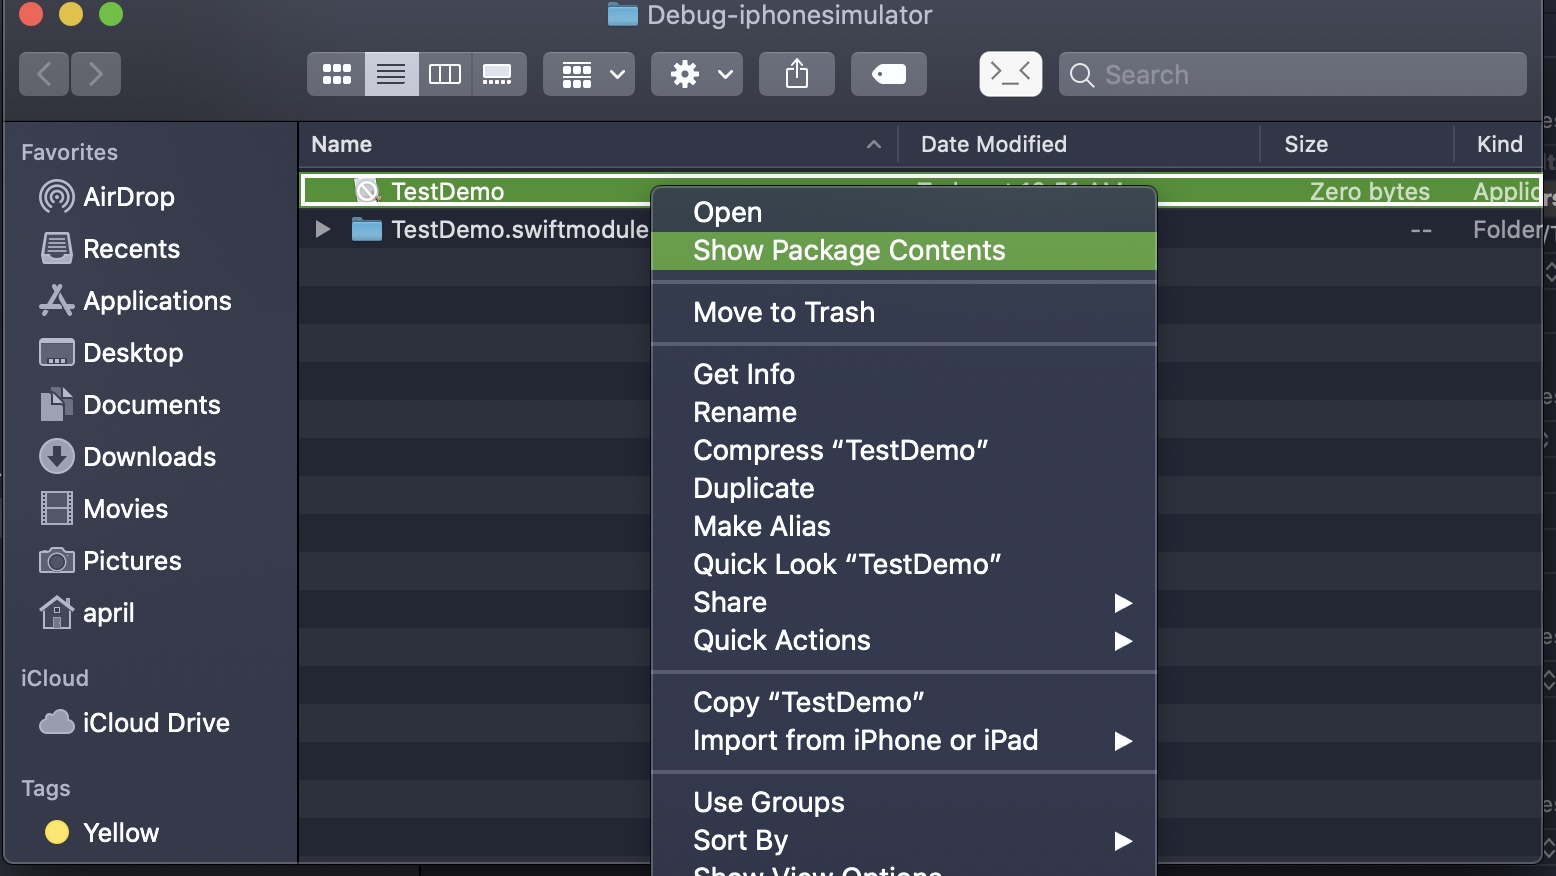 Debug-iphonesimulator
>_<
Search
Favorites
AirDrop
Recents
Applications
Desktop
Documents
Downloads
Movies
Pictures
april
iCloud
iCloud Drive
Tags
Yellow
Name
Date Modified
Size
Kind
TestDemo
Zero bytes
Applic
TestDemo.swiftmodule
--
Folder
Open
Show Package Contents
Move to Trash
Get Info
Rename
Compress “TestDemo”
Duplicate
Make Alias
Quick Look “TestDemo”
Share
Quick Actions
Copy “TestDemo”
Import from iPhone or iPad
Use Groups
Sort By
Show View Options